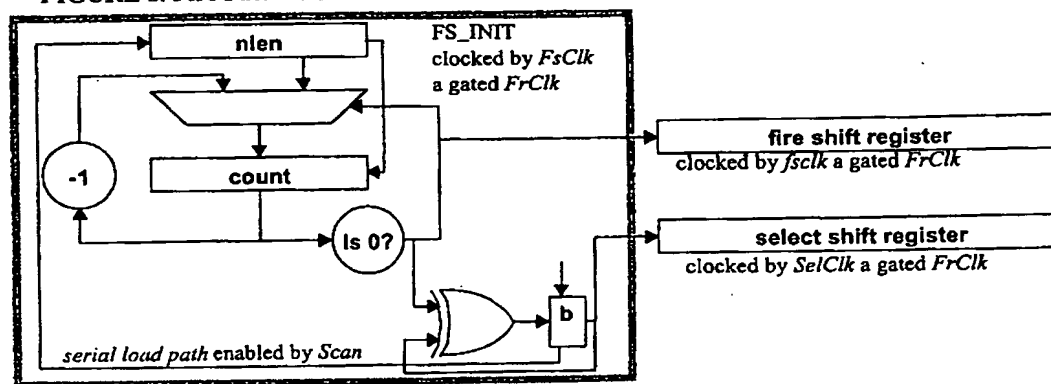 nlen
FS_INIT
clocked by FsClk
a gated FrClk
-1
count
Is 0?
fire shift register
clocked by fsclk a gated FrClk
select shift register
clocked by SelClk a gated FrClk
b
serial load path enabled by Scan